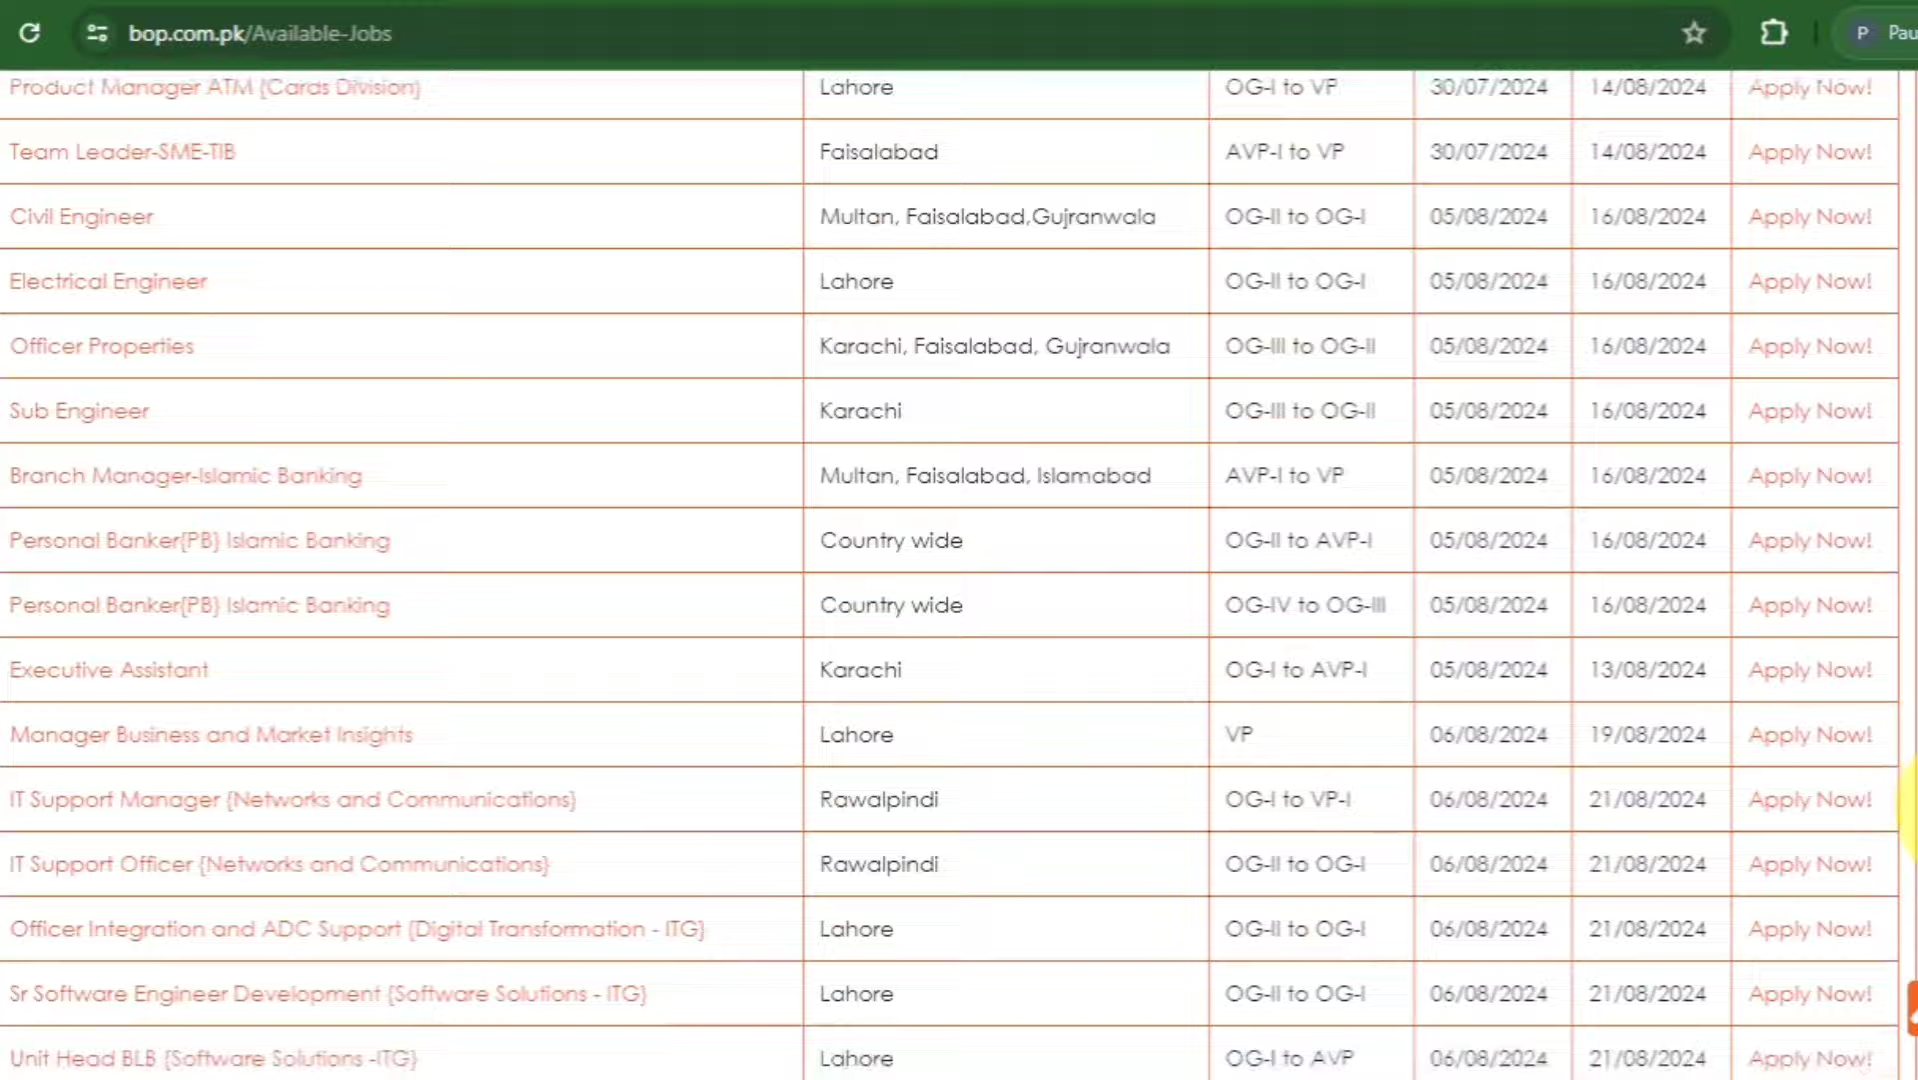 bop.com.pk/Available-Jobs P Pau
Product Manager ATM {Cards Division} Lahore OG-I to VP 30/07/2024 14/08/2024 Apply Now!
Team Leader-SME-TIB Faisalabad AVP-I to VP 30/07/2024 14/08/2024 Apply Now!
Civil Engineer Multan, Faisalabad,Gujranwala OG-II to OG-I 05/08/2024 16/08/2024 Apply Now!
Electrical Engineer Lahore OG-II to OG-I 05/08/2024 16/08/2024 Apply Now!
Officer Properties Karachi, Faisalabad, Gujranwala OG-III to OG-II 05/08/2024 16/08/2024 Apply Now!
Sub Engineer Karachi OG-III to OG-II 05/08/2024 16/08/2024 Apply Now!
Branch Manager-Islamic Banking Multan, Faisalabad, Islamabad AVP-I to VP 05/08/2024 16/08/2024 Apply Now!
Personal Banker{PB} Islamic Banking Country wide OG-II to AVP-I 05/08/2024 16/08/2024 Apply Now!
Personal Banker{PB} Islamic Banking Country wide OG-IV to OG-III 05/08/2024 16/08/2024 Apply Now!
Executive Assistant Karachi OG-I to AVP-I 05/08/2024 13/08/2024 Apply Now!
Manager Business and Market Insights Lahore VP 06/08/2024 19/08/2024 Apply Now!
IT Support Manager {Networks and Communications} Rawalpindi OG-I to VP-I 06/08/2024 21/08/2024 Apply Now!
IT Support Officer {Networks and Communications} Rawalpindi OG-II to OG-I 06/08/2024 21/08/2024 Apply Now!
Officer Integration and ADC Support {Digital Transformation - ITG} Lahore OG-II to OG-I 06/08/2024 21/08/2024 Apply Now!
Sr Software Engineer Development {Software Solutions - ITG} Lahore OG-II to OG-I 06/08/2024 21/08/2024 Apply Now!
Unit Head BLB {Software Solutions -ITG} Lahore OG-I to AVP 06/08/2024 21/08/2024 Apply Now!